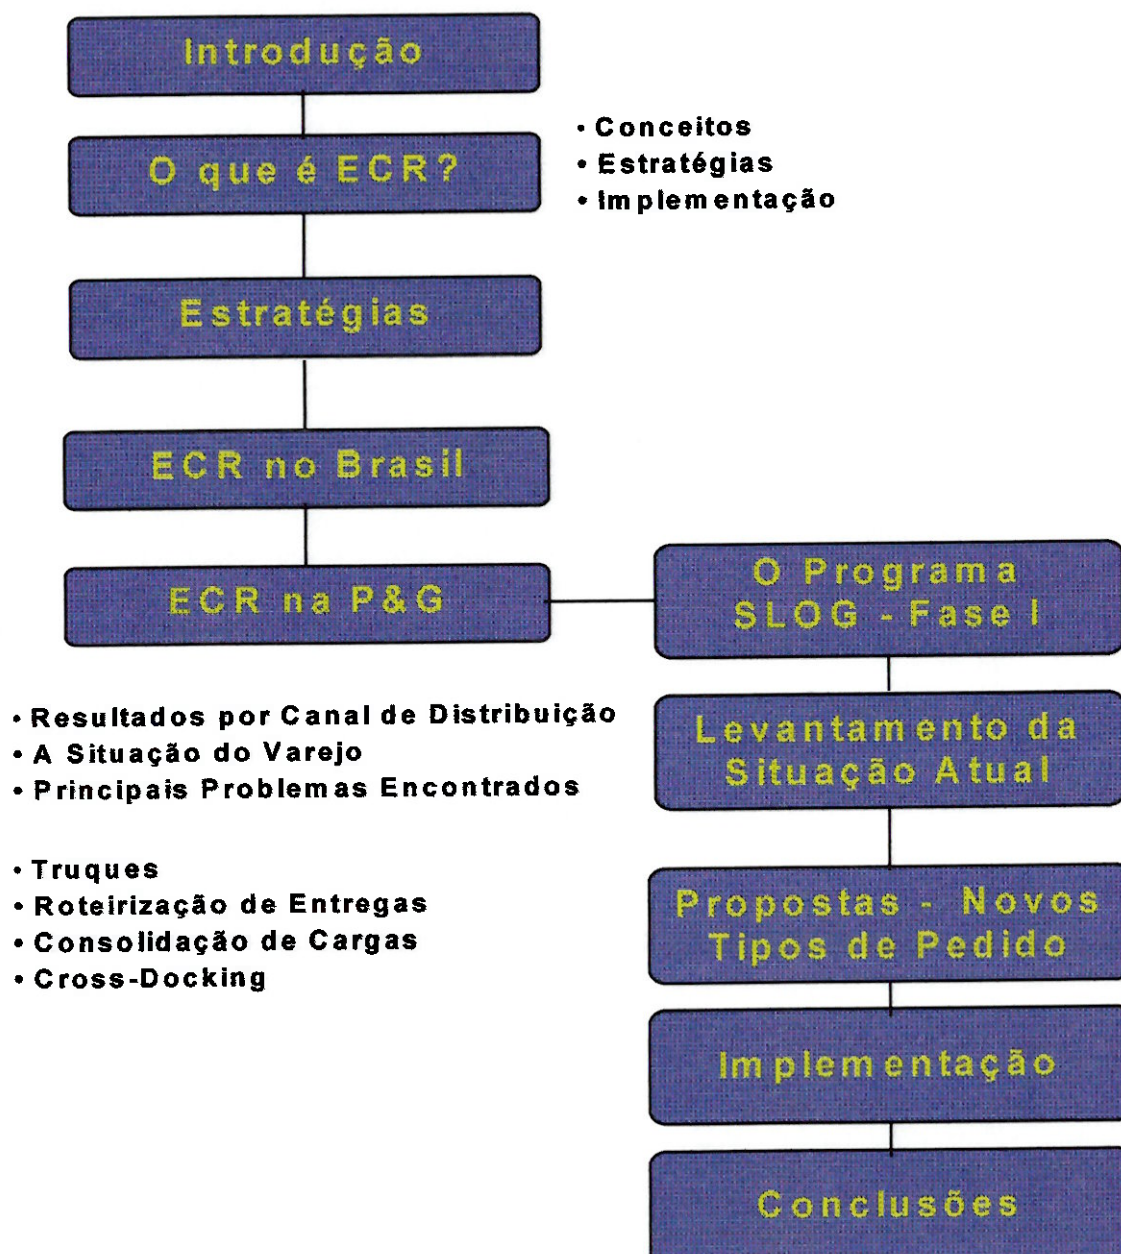 Introdução
O que é ECR?
• Conceitos
• Estratégias
• Implementação
Estratégias
ECR no Brasil
ECR na P&G
O Programa
SLOG - Fase I
• Resultados por Canal de Distribuição
• A Situação do Varejo
• Principais Problemas Encontrados
Levantamento da
Situação Atual
• Truques
• Roteirização de Entregas
• Consolidação de Cargas
• Cross-Docking
Propostas - Novos
Tipos de Pedido
Implementação
Conclusões